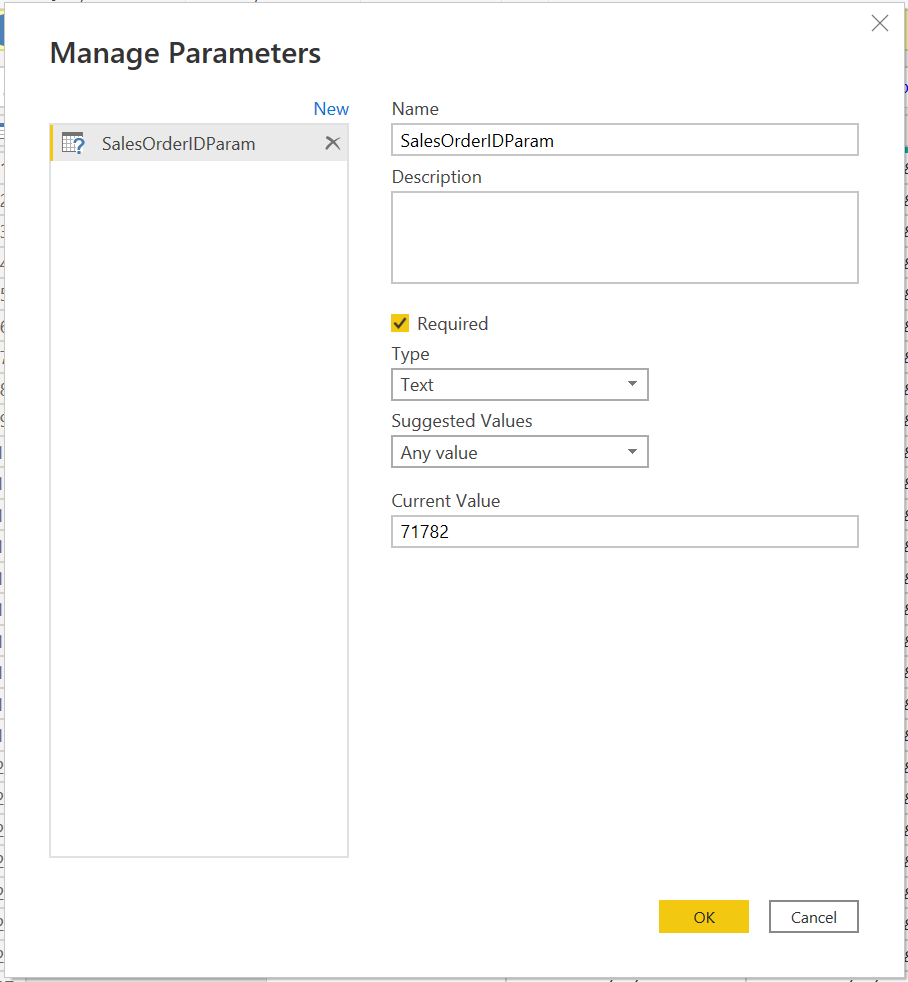 Manage Parameters
New
SalesOrderIDParam
Name
SalesOrderIDParam
Description
Required
Type
Text
Suggested Values
Any value
Current Value
71782
OK
Cancel